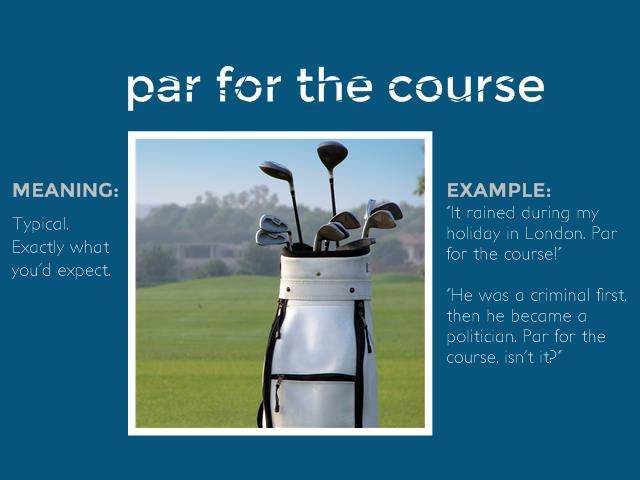 par for the course
MEANING:
Typical.
Exactly what
you'd expect.
EXAMPLE:
"It rained during my
holiday in London. Par
for the course!"
"He was a criminal first,
then he became a
politician. Par for the
course, isn't it?"